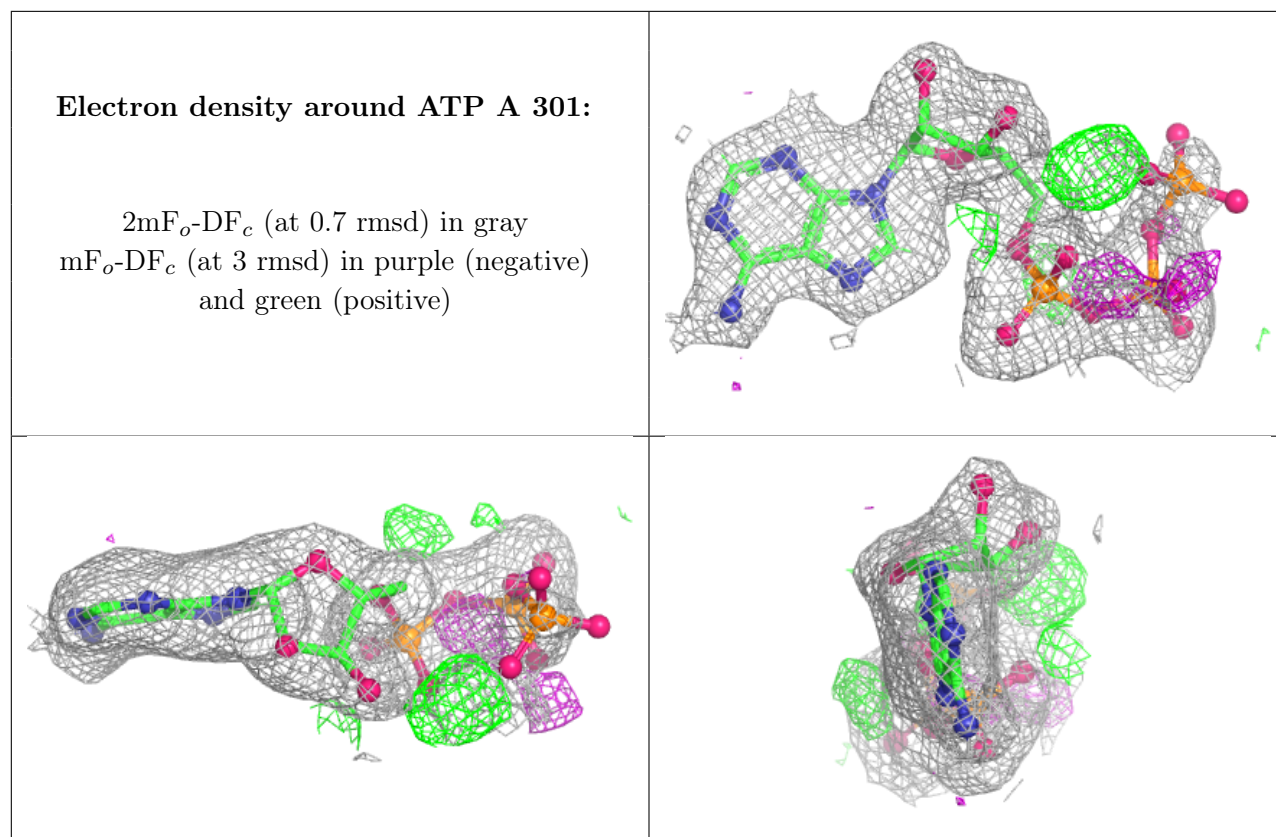 Electron density around ATP A 301:
2mFo-DFc (at 0.7 rmsd) in gray
mFo-DFc (at 3 rmsd) in purple (negative)
and green (positive)